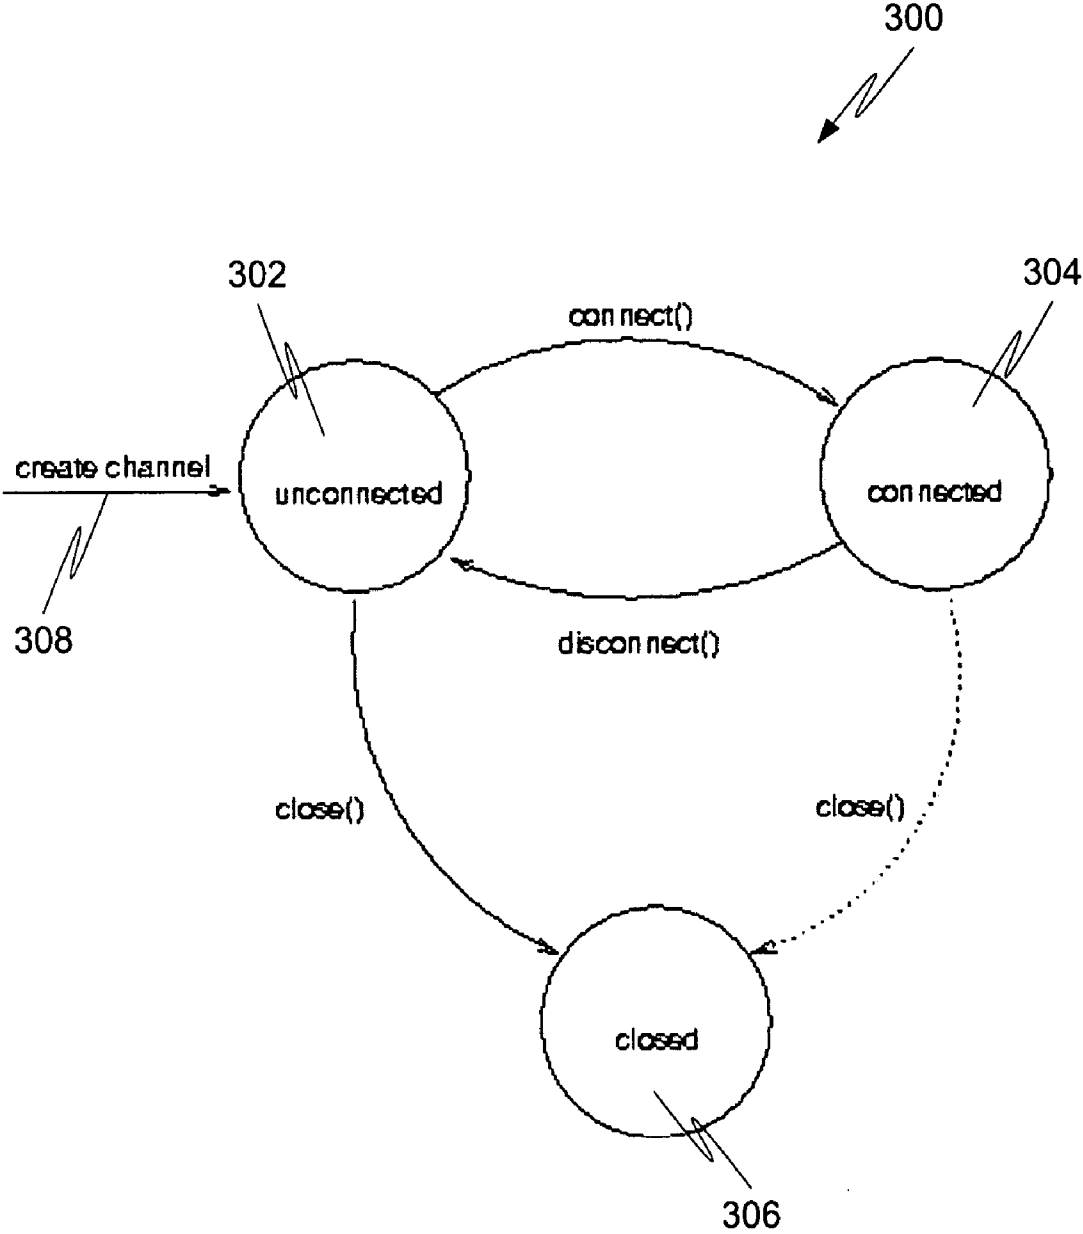 300
302
304
connect()
create channel
unconnected
connected
308
disconnect()
close()
close()
closed
306